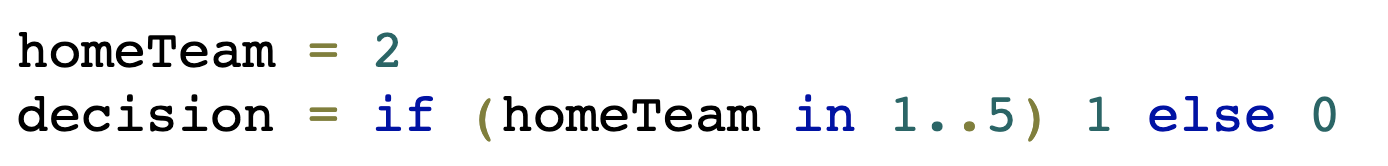 homeTeam = 2
decision = if (homeTeam in 1..5) 1 else 0